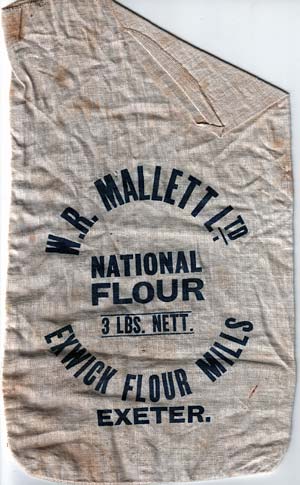 W.R. MALLETT LTD
NATIONAL
FLOUR
3 LBS. NETT.
EXWICK FLOUR MILLS
EXETER.